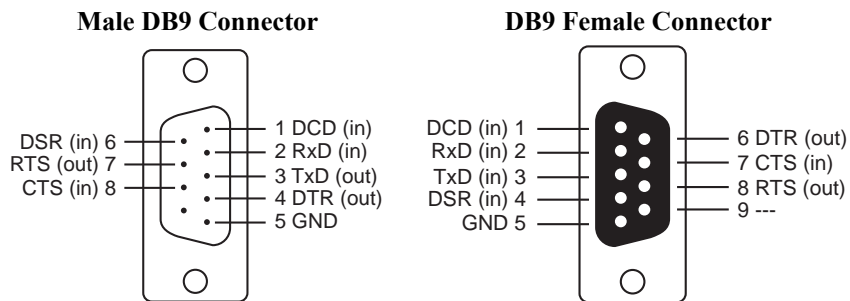 Male DB9 Connector
DSR (in) 6
RTS (out) 7
CTS (in) 8
1 DCD (in)
2 RxD (in)
3 TxD (out)
4 DTR (out)
5 GND
DB9 Female Connector
DCD (in) 1
RxD (in) 2
TxD (in) 3
DSR (in) 4
GND 5
6 DTR (out)
7 CTS (in)
8 RTS (out)
9 ---